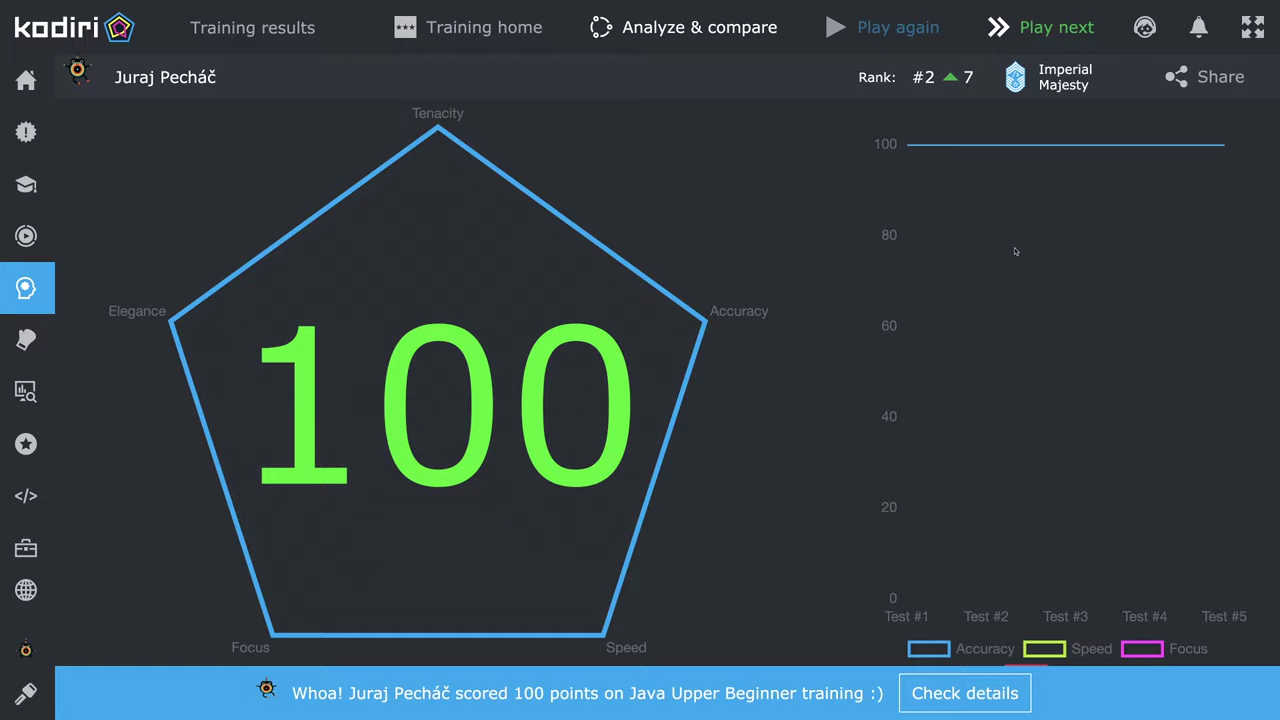 kodiri
Training results
Training home
Analyze & compare
Play again
Play next
Juraj Pecháč
Rank: #2 7
Imperial
Majesty
Share
Tenacity
Elegance
Accuracy
100
Focus
Speed
100
80
60
40
20
0
Test #1 Test #2 Test #3 Test #4 Test #5
Accuracy Speed Focus
Whoa! Juraj Pecháč scored 100 points on Java Upper Beginner training :)
Check details